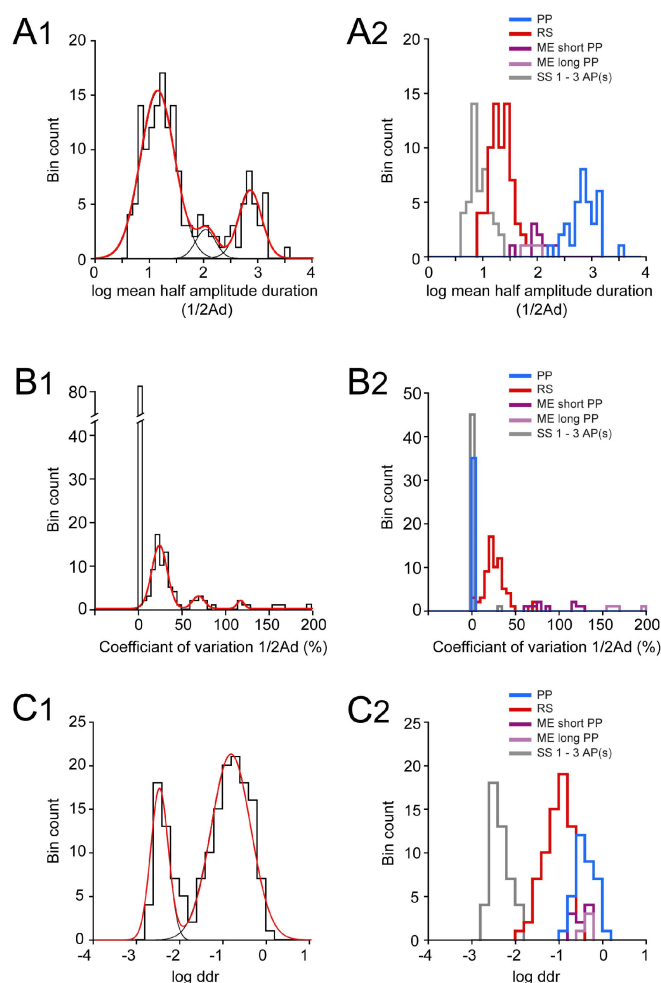 A1
20
15
10
5
0
Bin count
0 1 2 3 4
log mean half amplitude duration
(1/2Ad)
A2
PP
RS
ME short PP
ME long PP
SS 1 - 3 AP(s)
20
15
10
5
0
Bin count
0 1 2 3 4
log mean half amplitude duration
(1/2Ad)
B1
80
40
30
20
10
0
Bin count
0 50 100 150 200
Coefficiant of variation 1/2Ad (%)
B2
PP
RS
ME short PP
ME long PP
SS 1 - 3 AP(s)
50
40
30
20
10
0
Bin count
0 50 100 150 200
Coefficiant of variation 1/2Ad (%)
C1
25
20
15
10
5
0
Bin count
-4 -3 -2 -1 0 1
log ddr
C2
PP
RS
ME short PP
ME long PP
SS 1 - 3 AP(s)
25
20
15
10
5
0
Bin count
-4 -3 -2 -1 0 1
log ddr